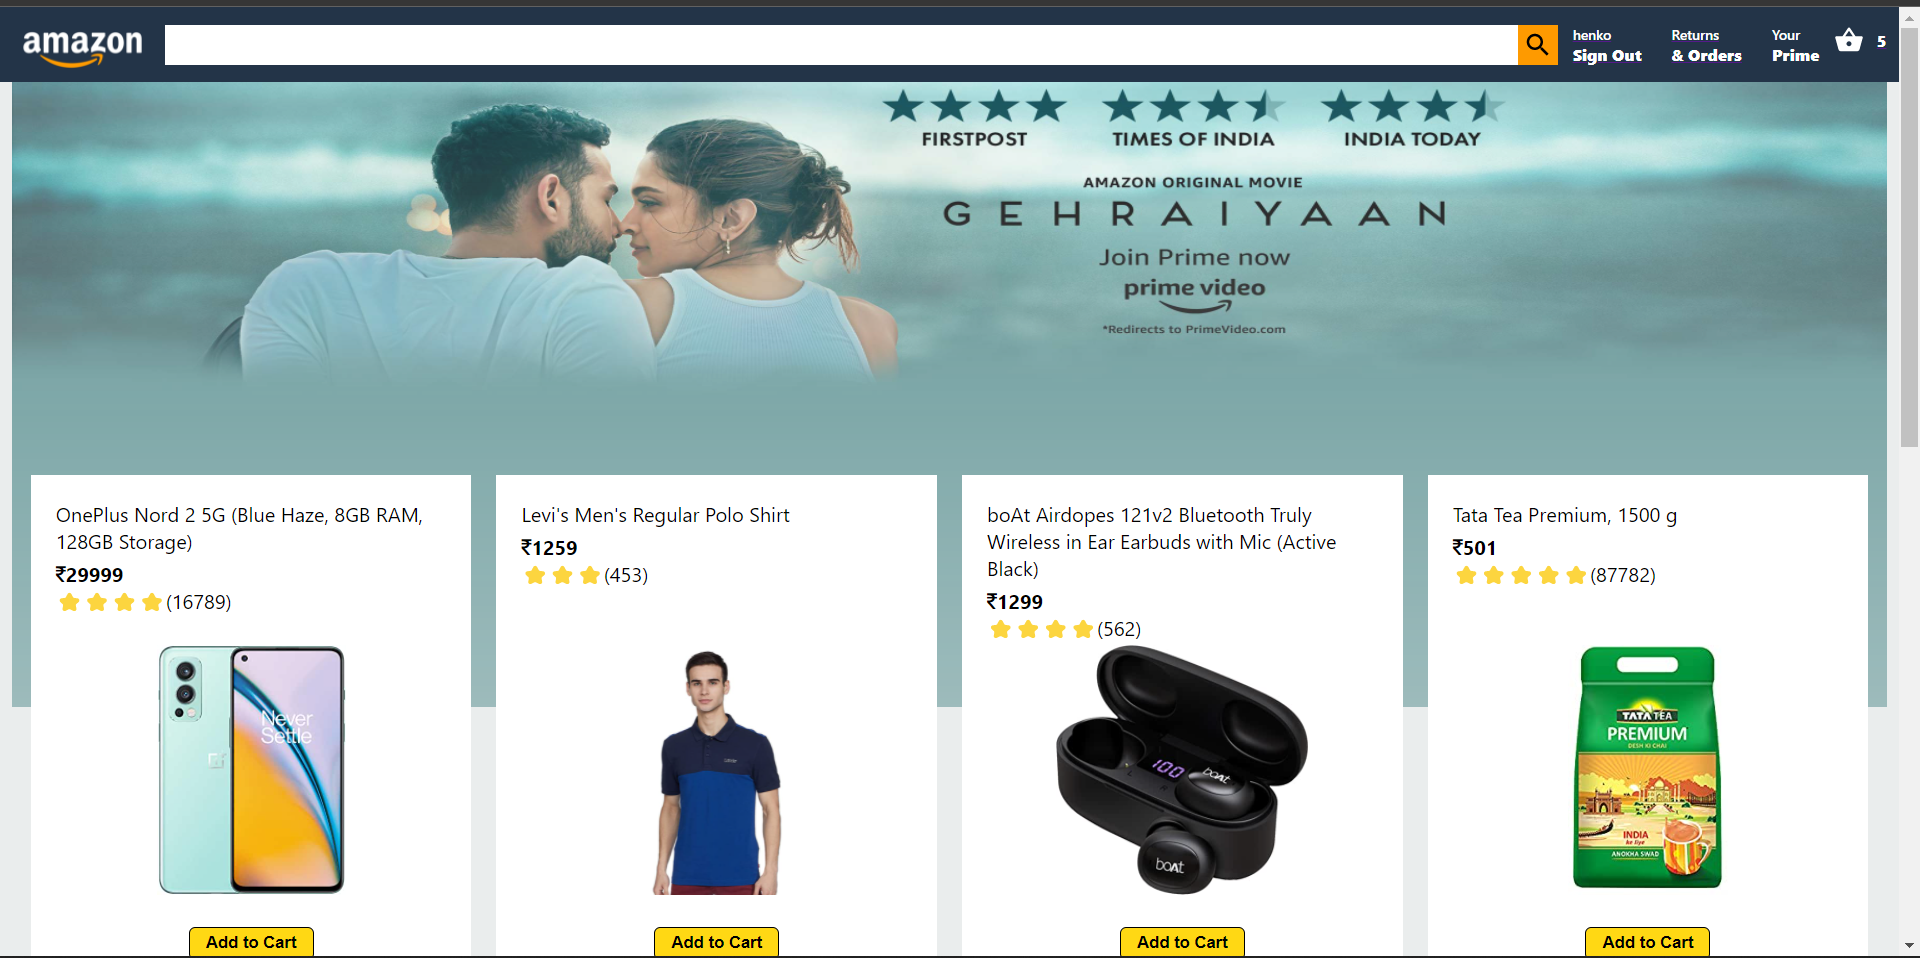 amazon
henko
Sign Out
Returns
& Orders
Your
Prime
5
FIRSTPOST
TIMES OF INDIA
INDIA TODAY
AMAZON ORIGINAL MOVIE
GEHRAIYAAN
Join Prime now
prime video
*Redirects to PrimeVideo.com
OnePlus Nord 2 5G (Blue Haze, 8GB RAM,
128GB Storage)
₹29999
(16789)
Never
Settle
Add to Cart
Levi's Men's Regular Polo Shirt
₹1259
(453)
Add to Cart
boAt Airdopes 121v2 Bluetooth Truly
Wireless in Ear Earbuds with Mic (Active
Black)
₹1299
(562)
100
boAt
boAt
Add to Cart
Tata Tea Premium, 1500 g
₹501
(87782)
TATA TEA
PREMIUM
DESH KI CHAI
INDIA
ke liye
ANOKHA SWAD
Add to Cart